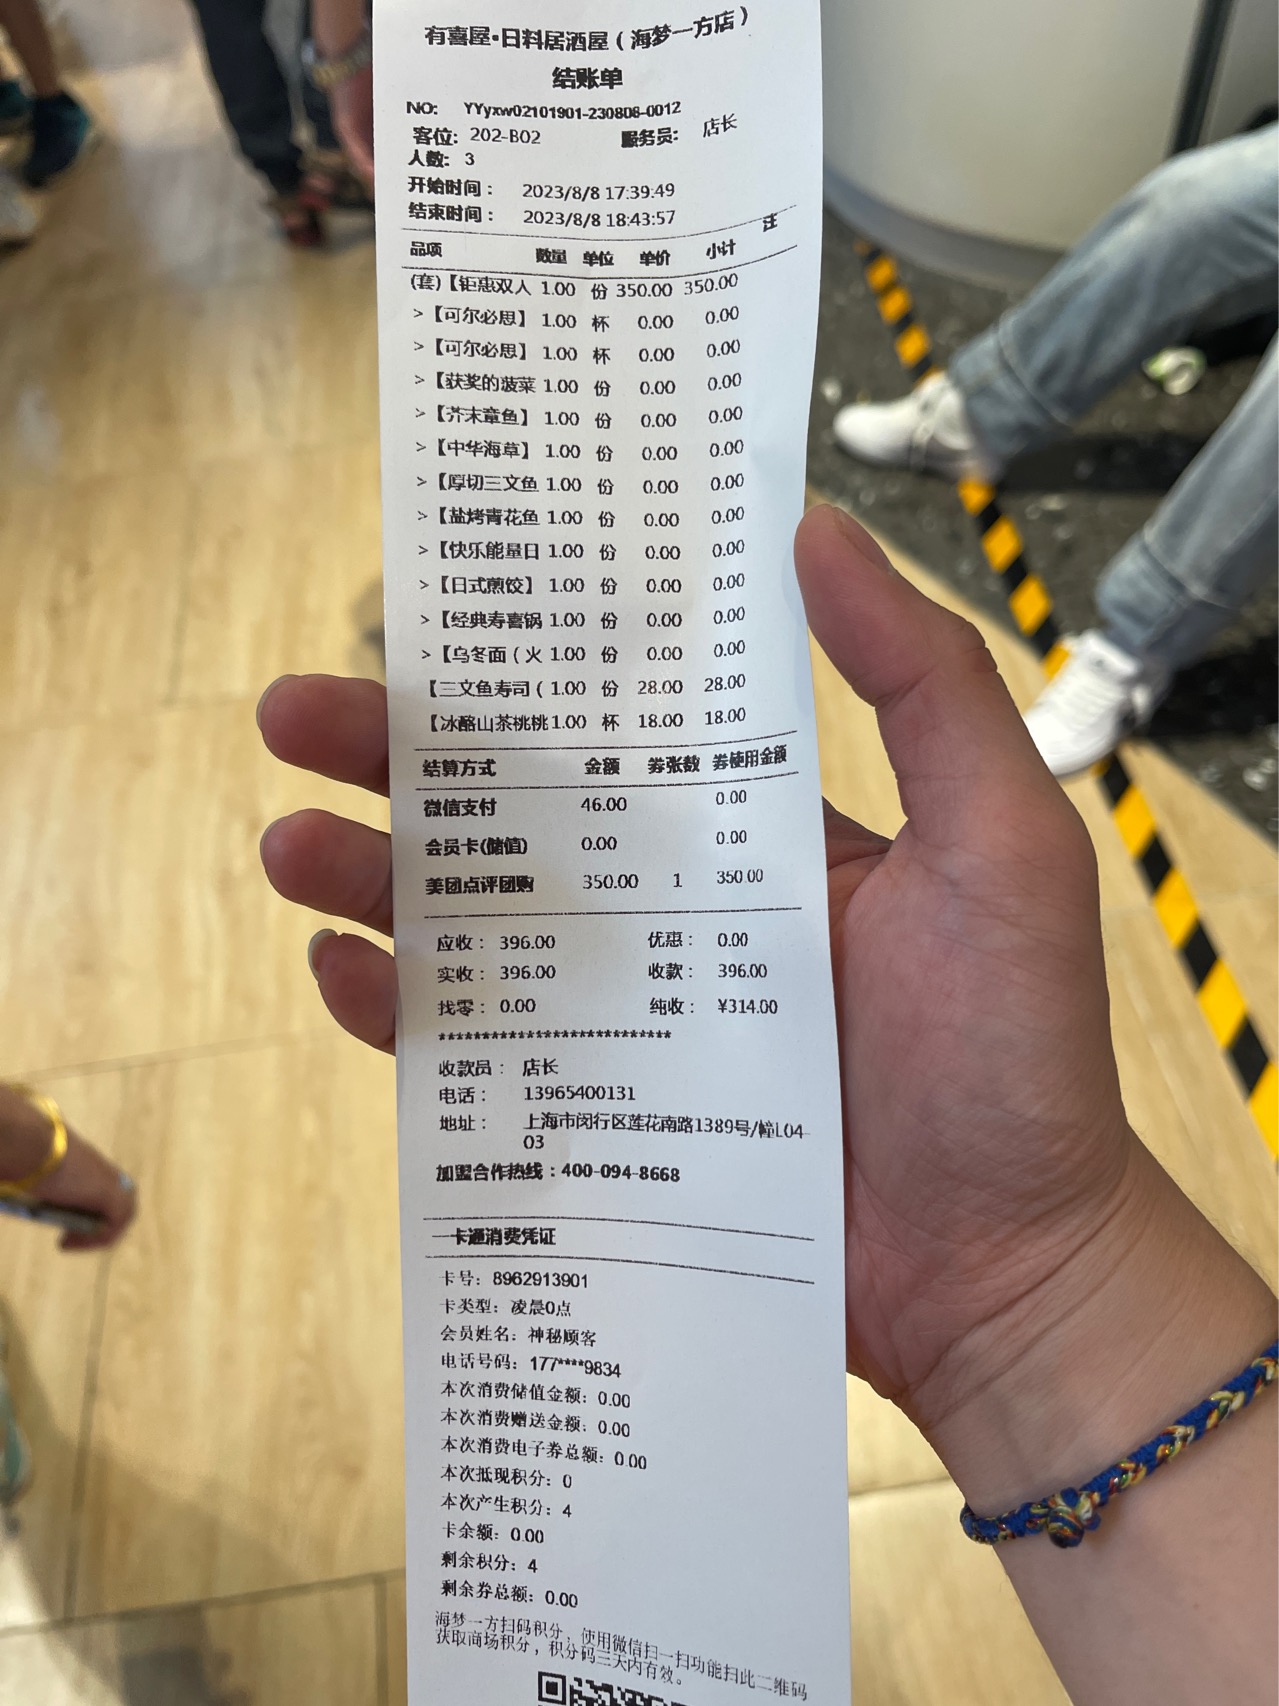 有喜屋·日料居酒屋（海梦一方店）
结账单
NO: YYyxw02101901-230808-0012
客位: 202-B02 服务员: 店长
人数: 3
开始时间： 2023/8/8 17:39:49
结束时间： 2023/8/8 18:43:57
品项 数量 单位 单价 小计 注
(套)【钜惠双人 1.00 份 350.00 350.00
>【可尔必思】 1.00 杯 0.00 0.00
>【可尔必思】 1.00 杯 0.00 0.00
>【获奖的菠菜 1.00 份 0.00 0.00
>【芥末章鱼】 1.00 份 0.00 0.00
>【中华海草】 1.00 份 0.00 0.00
>【厚切三文鱼 1.00 份 0.00 0.00
>【盐烤青花鱼 1.00 份 0.00 0.00
>【快乐能量日 1.00 份 0.00 0.00
>【日式煎饺】 1.00 份 0.00 0.00
>【经典寿喜锅 1.00 份 0.00 0.00
>【乌冬面（火 1.00 份 0.00 0.00
【三文鱼寿司（ 1.00 份 28.00 28.00
【冰酪山茶桃桃 1.00 杯 18.00 18.00
结算方式 金额 券张数 券使用金额
微信支付 46.00 0.00
会员卡(储值) 0.00 0.00
美团点评团购 350.00 1 350.00
应收： 396.00 优惠： 0.00
实收： 396.00 收款： 396.00
找零： 0.00 纯收： ¥314.00
***************************
收款员： 店长
电话： 13965400131
地址： 上海市闵行区莲花南路1389号/幢L04-
03
加盟合作热线：400-094-8668
一卡通消费凭证
卡号：8962913901
卡类型：凌晨0点
会员姓名：神秘顾客
电话号码：177****9834
本次消费储值金额：0.00
本次消费赠送金额：0.00
本次消费电子券总额：0.00
本次抵现积分：0
本次产生积分：4
卡余额：0.00
剩余积分：4
剩余券总额：0.00
海梦一方扫码积分，使用微信扫一扫功能扫此二维码
获取商场积分，积分码三天内有效。